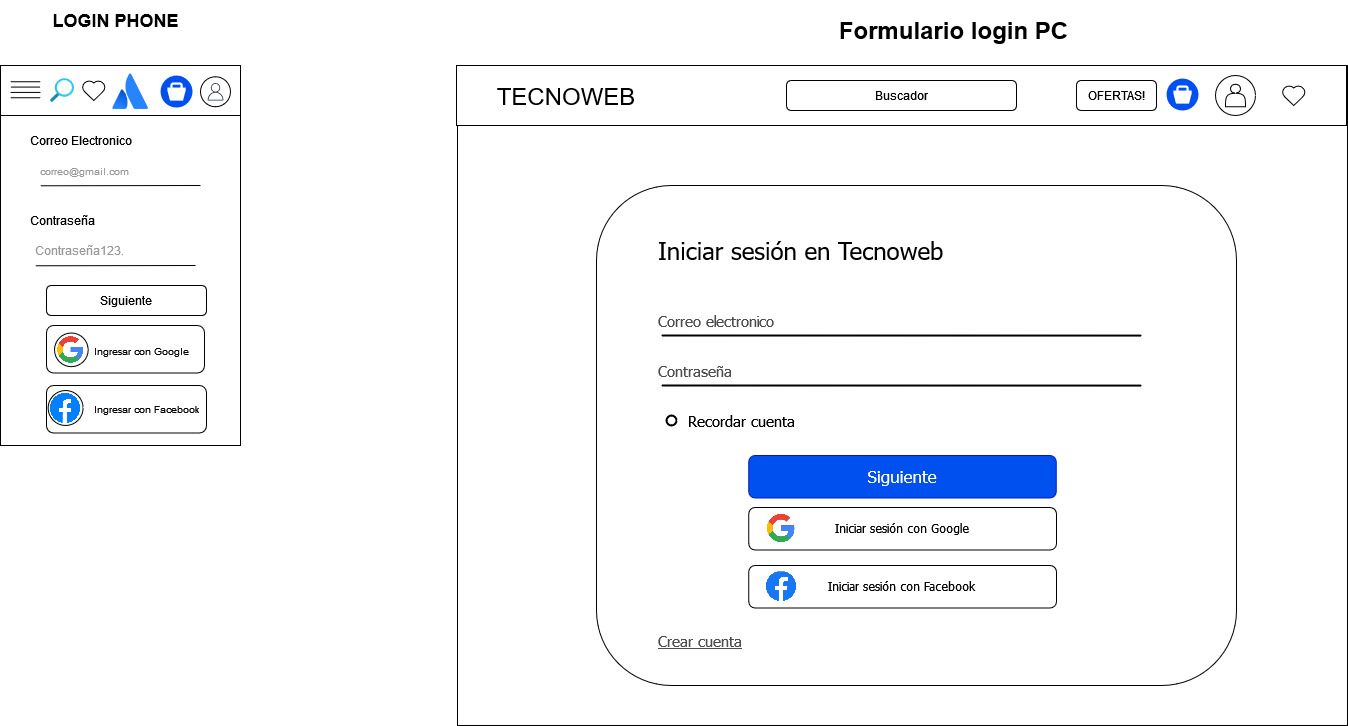 LOGIN PHONE
Correo Electronico
correo@gmail.com
Contraseña
Contraseña123.
Siguiente
Ingresar con Google
Ingresar con Facebook
Formulario login PC
TECNOWEB
Buscador
OFERTAS!
Iniciar sesión en Tecnoweb
Correo electronico
Contraseña
Recordar cuenta
Siguiente
Iniciar sesión con Google
Iniciar sesión con Facebook
Crear cuenta